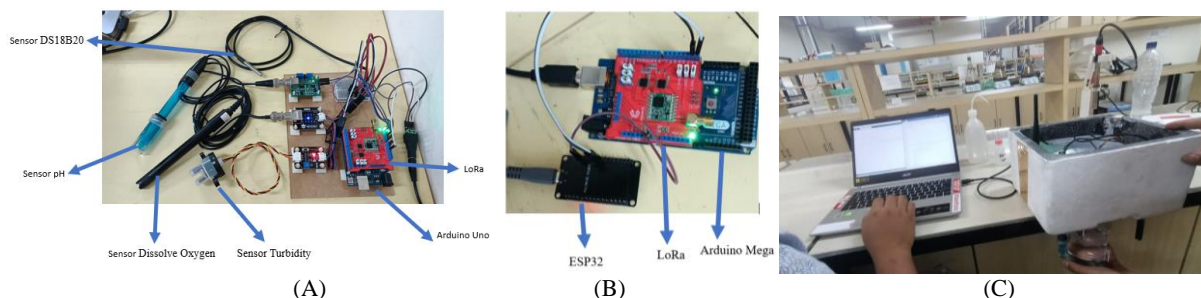 Sensor DS18B20
Sensor pH
Sensor Dissolve Oxygen
Sensor Turbidity
LoRa
Arduino Uno
(A)
ESP32
LoRa
Arduino Mega
(B)
(C)